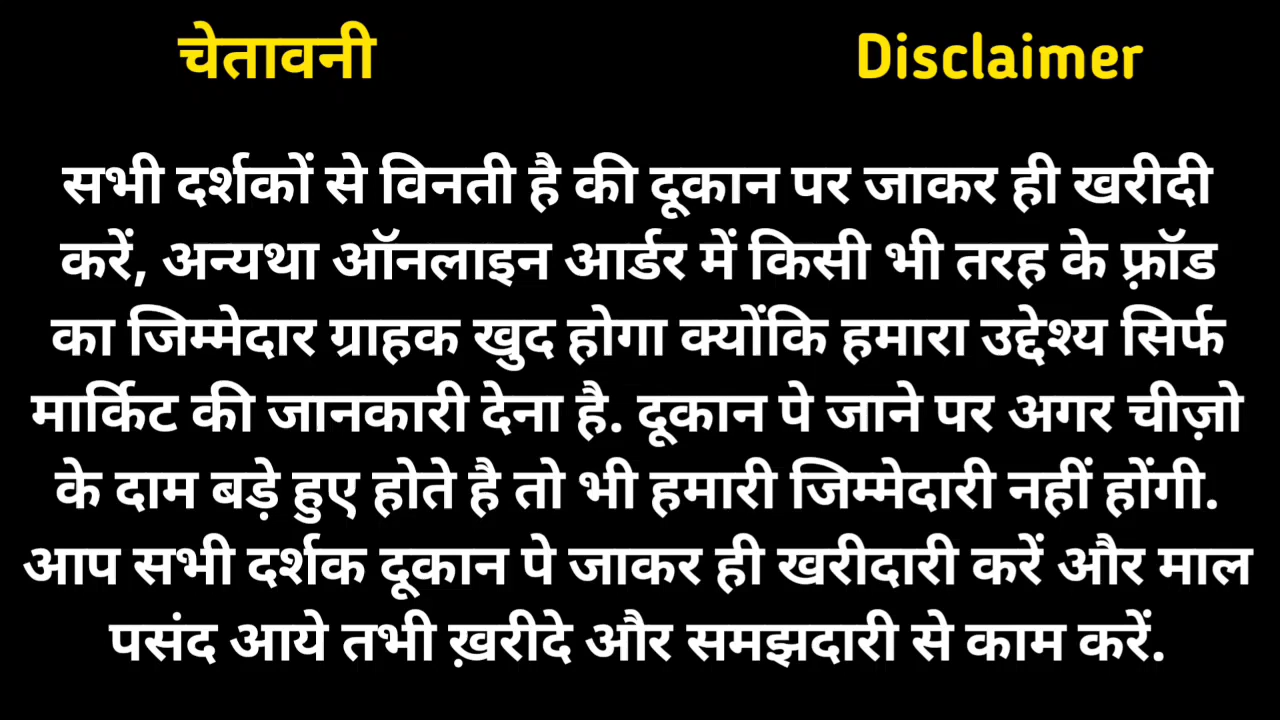 चेतावनी Disclaimer
सभी दर्शकों से विनती है की दूकान पर जाकर ही खरीदी
करें, अन्यथा ऑनलाइन आर्डर में किसी भी तरह के फ़्रॉड
का जिम्मेदार ग्राहक खुद होगा क्योंकि हमारा उद्देश्य सिर्फ
मार्किट की जानकारी देना है. दूकान पे जाने पर अगर चीज़ो
के दाम बड़े हुए होते है तो भी हमारी जिम्मेदारी नहीं होंगी.
आप सभी दर्शक दूकान पे जाकर ही खरीदारी करें और माल
पसंद आये तभी ख़रीदे और समझदारी से काम करें.